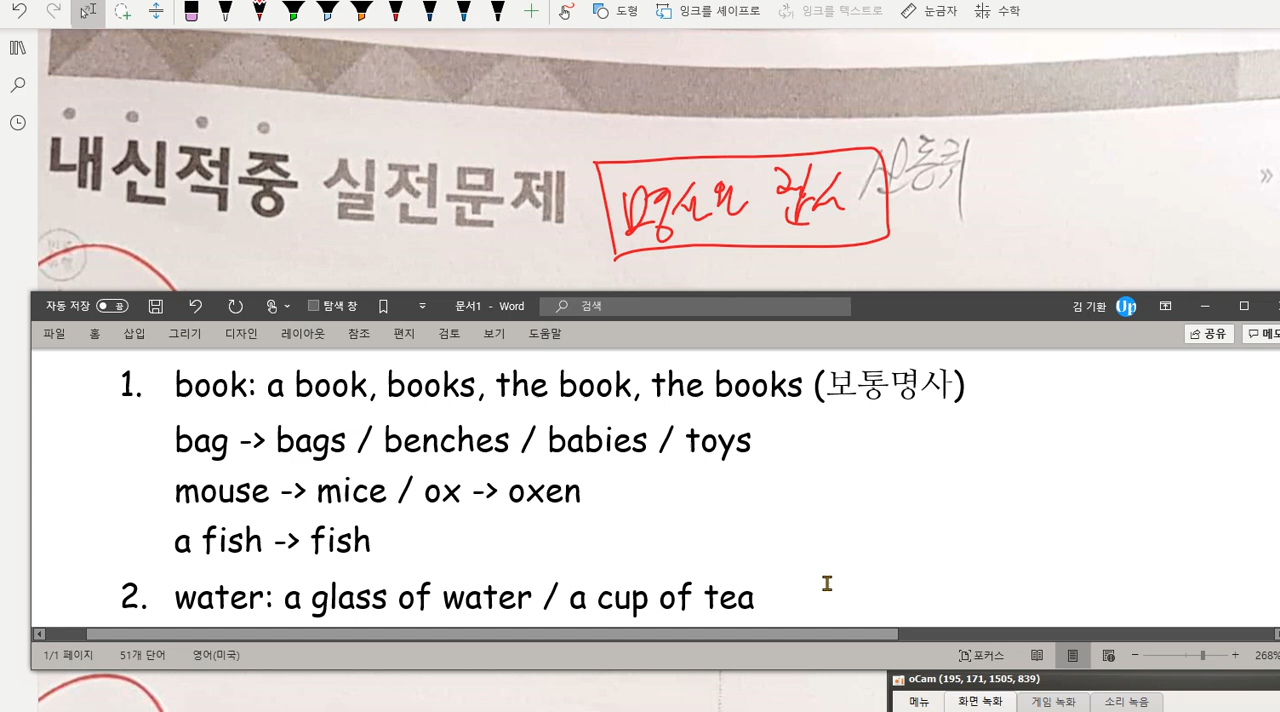 도형 잉크를 셰이프로 잉크를 텍스트로 눈금자 수학
내신적중 실전문제
명사와 관사
자동 저장 끔 탐색 창 문서1 - Word 검색 김 기환 Up
파일 홈 삽입 그리기 디자인 레이아웃 참조 편지 검토 보기 도움말 공유 메모
1. book: a book, books, the book, the books (보통명사)
bag -> bags / benches / babies / toys
mouse -> mice / ox -> oxen
a fish -> fish
2. water: a glass of water / a cup of tea
1/1 페이지 51개 단어 영어(미국) 포커스 268%
oCam (195, 171, 1505, 839)
메뉴 화면 녹화 게임 녹화 소리 녹음